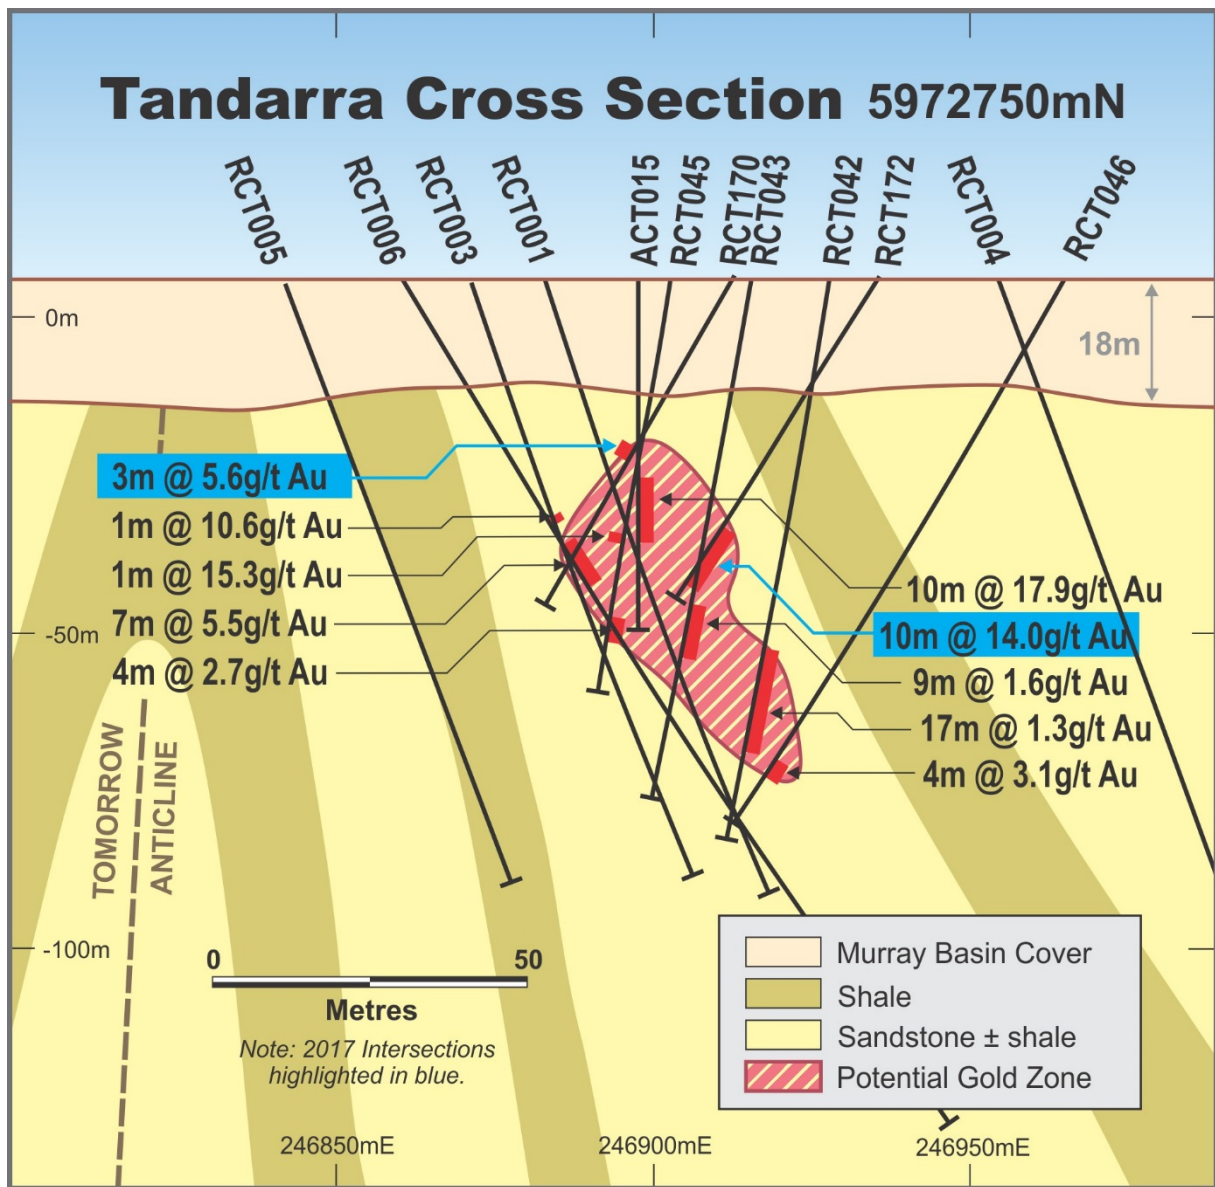 Tandarra Cross Section 5972750mN
RCT005
RCT006
RCT003
RCT001
ACT015
RCT045
RCT170
RCT043
RCT042
RCT172
RCT004
RCT046
0m
18m
3m @ 5.6g/t Au
1m @ 10.6g/t Au
1m @ 15.3g/t Au
7m @ 5.5g/t Au
4m @ 2.7g/t Au
10m @ 17.9g/t Au
10m @ 14.0g/t Au
9m @ 1.6g/t Au
17m @ 1.3g/t Au
4m @ 3.1g/t Au
-50m
TOMORROW
ANTICLINE
-100m
0 50
Metres
Note: 2017 Intersections
highlighted in blue.
Murray Basin Cover
Shale
Sandstone ± shale
Potential Gold Zone
246850mE 246900mE 246950mE